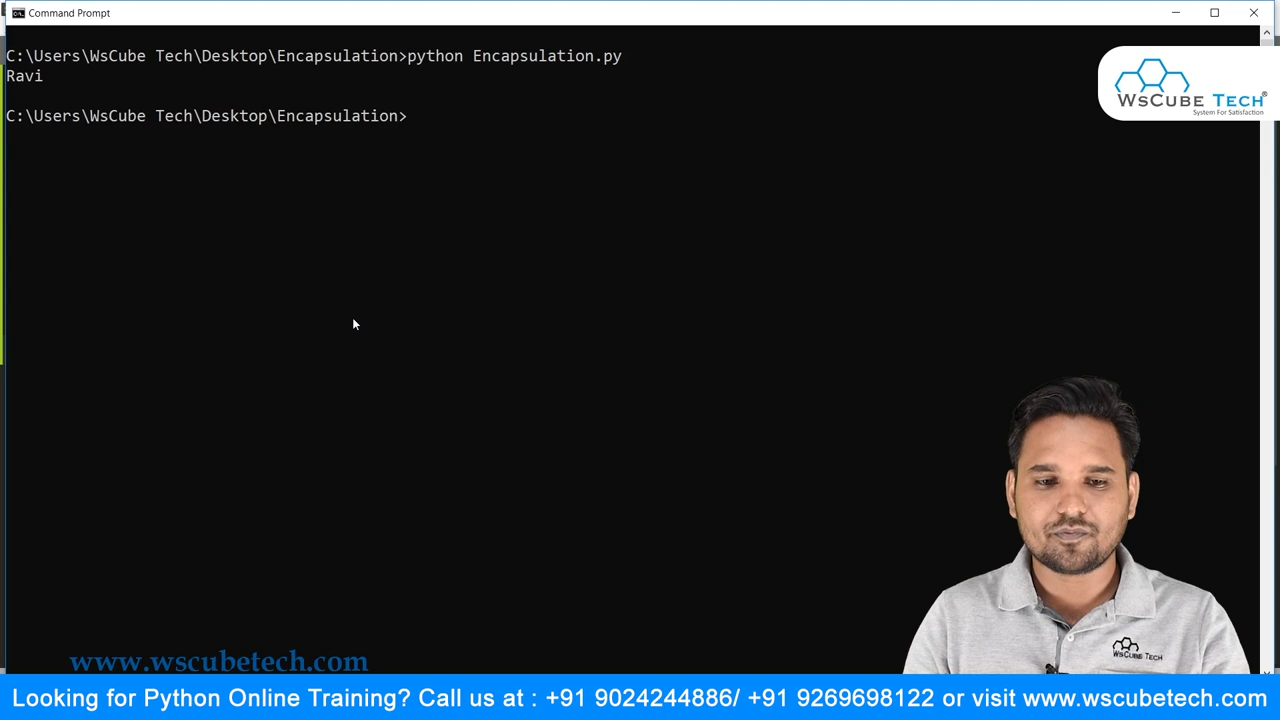 Command Prompt
C:\Users\WsCube Tech\Desktop\Encapsulation>python Encapsulation.py
Ravi
C:\Users\WsCube Tech\Desktop\Encapsulation>
WsCube Tech®
System For Satisfaction
WsCube Tech
www.wscubetech.com
Looking for Python Online Training? Call us at : +91 9024244886/ +91 9269698122 or visit www.wscubetech.com